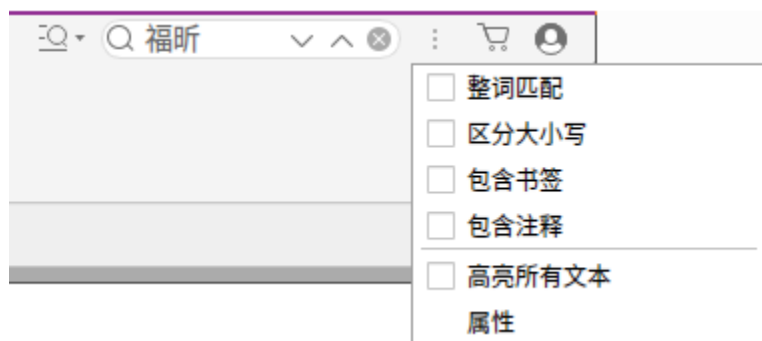 福昕
整词匹配
区分大小写
包含书签
包含注释
高亮所有文本
属性